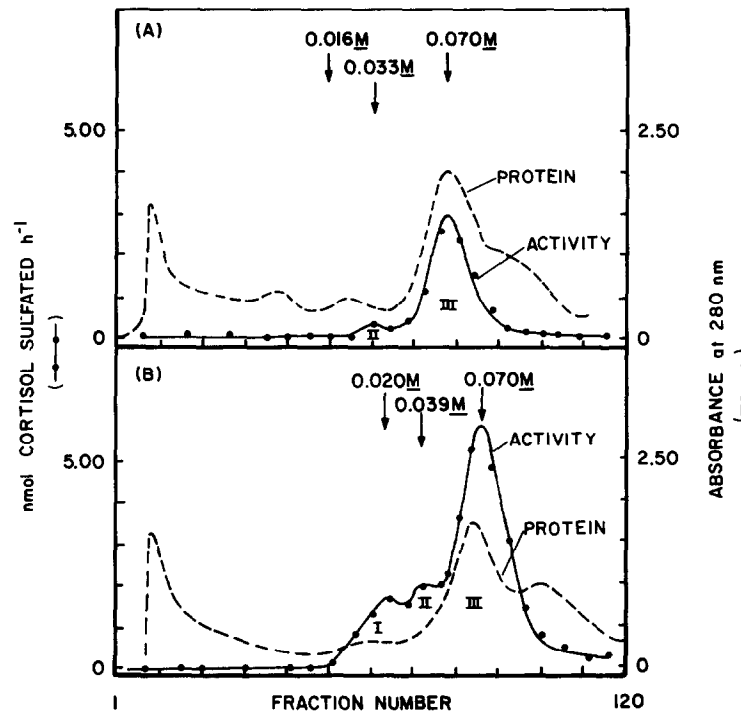 (A)
0.016M
0.070M
0.033M
5.00
2.50
PROTEIN
ACTIVITY
II
III
0
0
(B)
0.020M
0.070M
0.039M
ACTIVITY
5.00
2.50
PROTEIN
I
II
III
0
0
1
FRACTION NUMBER
120
nmol CORTISOL SULFATED h⁻¹
ABSORBANCE at 280 nm